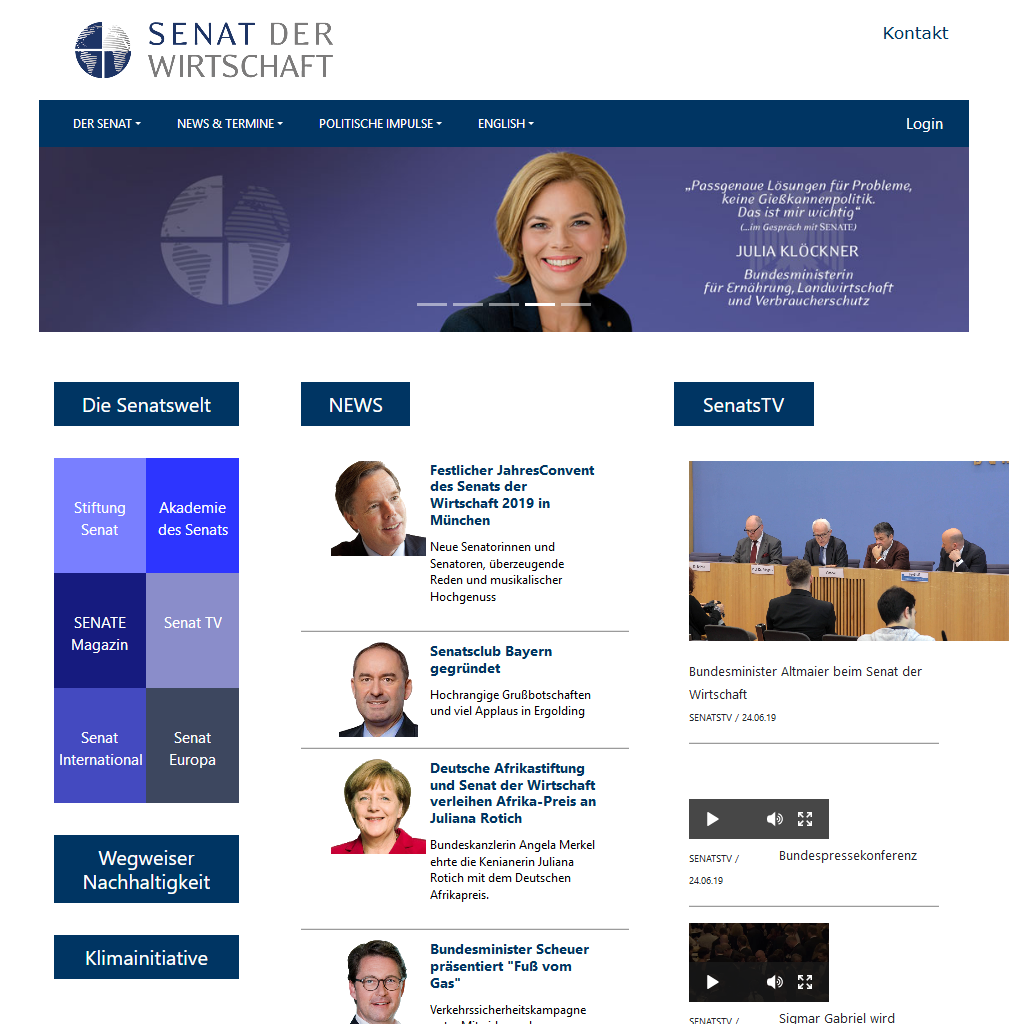 SENAT DER
WIRTSCHAFT
Kontakt
DER SENAT
NEWS & TERMINE
POLITISCHE IMPULSE
ENGLISH
Login
„Passgenaue Lösungen für Probleme,
keine Gießkannenpolitik.
Das ist mir wichtig“
(...im Gespräch mit SENATE)
JULIA KLÖCKNER
Bundesministerin
für Ernährung, Landwirtschaft
und Verbraucherschutz
Die Senatswelt
Stiftung
Senat
Akademie
des Senats
SENATE
Magazin
Senat TV
Senat
International
Senat
Europa
Wegweiser
Nachhaltigkeit
Klimainitiative
NEWS
Festlicher JahresConvent
des Senats der
Wirtschaft 2019 in
München
Neue Senatorinnen und
Senatoren, überzeugende
Reden und musikalischer
Hochgenuss
Senatsclub Bayern
gegründet
Hochrangige Grußbotschaften
und viel Applaus in Ergolding
Deutsche Afrikastiftung
und Senat der Wirtschaft
verleihen Afrika-Preis an
Juliana Rotich
Bundeskanzlerin Angela Merkel
ehrte die Kenianerin Juliana
Rotich mit dem Deutschen
Afrikapreis.
Bundesminister Scheuer
präsentiert "Fuß vom
Gas"
Verkehrssicherheitskampagne
SenatsTV
Bundesminister Altmaier beim Senat der
Wirtschaft
SENATSTV / 24.06.19
SENATSTV /
24.06.19
Bundespressekonferenz
SENATSTV /
Sigmar Gabriel wird